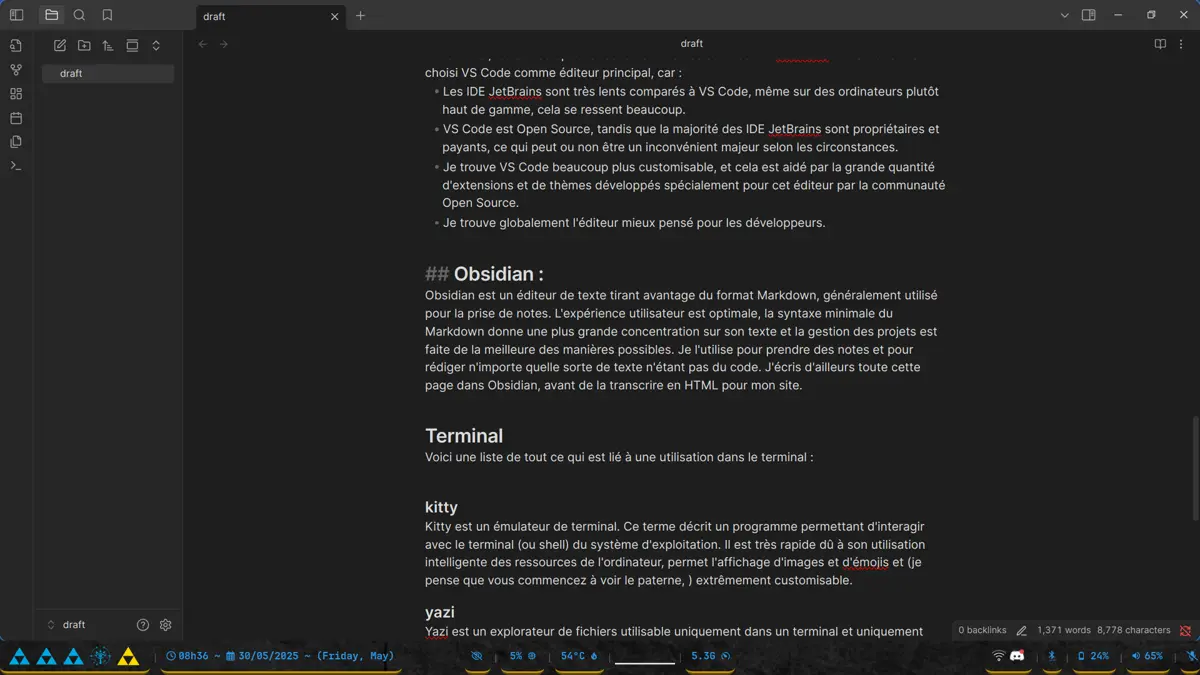 draft
draft
draft
choisi VS Code comme éditeur principal, car :
Les IDE JetBrains sont très lents comparés à VS Code, même sur des ordinateurs plutôt
haut de gamme, cela se ressent beaucoup.
VS Code est Open Source, tandis que la majorité des IDE JetBrains sont propriétaires et
payants, ce qui peut ou non être un inconvénient majeur selon les circonstances.
Je trouve VS Code beaucoup plus customisable, et cela est aidé par la grande quantité
d'extensions et de thèmes développés spécialement pour cet éditeur par la communauté
Open Source.
Je trouve globalement l'éditeur mieux pensé pour les développeurs.
## Obsidian :
Obsidian est un éditeur de texte tirant avantage du format Markdown, généralement utilisé
pour la prise de notes. L'expérience utilisateur est optimale, la syntaxe minimale du
Markdown donne une plus grande concentration sur son texte et la gestion des projets est
faite de la meilleure des manières possibles. Je l'utilise pour prendre des notes et pour
rédiger n'importe quelle sorte de texte n'étant pas du code. J'écris d'ailleurs toute cette
page dans Obsidian, avant de la transcrire en HTML pour mon site.
Terminal
Voici une liste de tout ce qui est lié à une utilisation dans le terminal :
kitty
Kitty est un émulateur de terminal. Ce terme décrit un programme permettant d'interagir
avec le terminal (ou shell) du système d'exploitation. Il est très rapide dû à son utilisation
intelligente des ressources de l'ordinateur, permet l'affichage d'images et d'émojis et (je
pense que vous commencez à voir le paterne, ) extrêmement customisable.
yazi
Yazi est un explorateur de fichiers utilisable uniquement dans un terminal et uniquement
draft
0 backlinks 1,371 words 8,778 characters
08h36 ~ 30/05/2025 ~ (Friday, May) 5% 54°C 5.3G 24% 65%